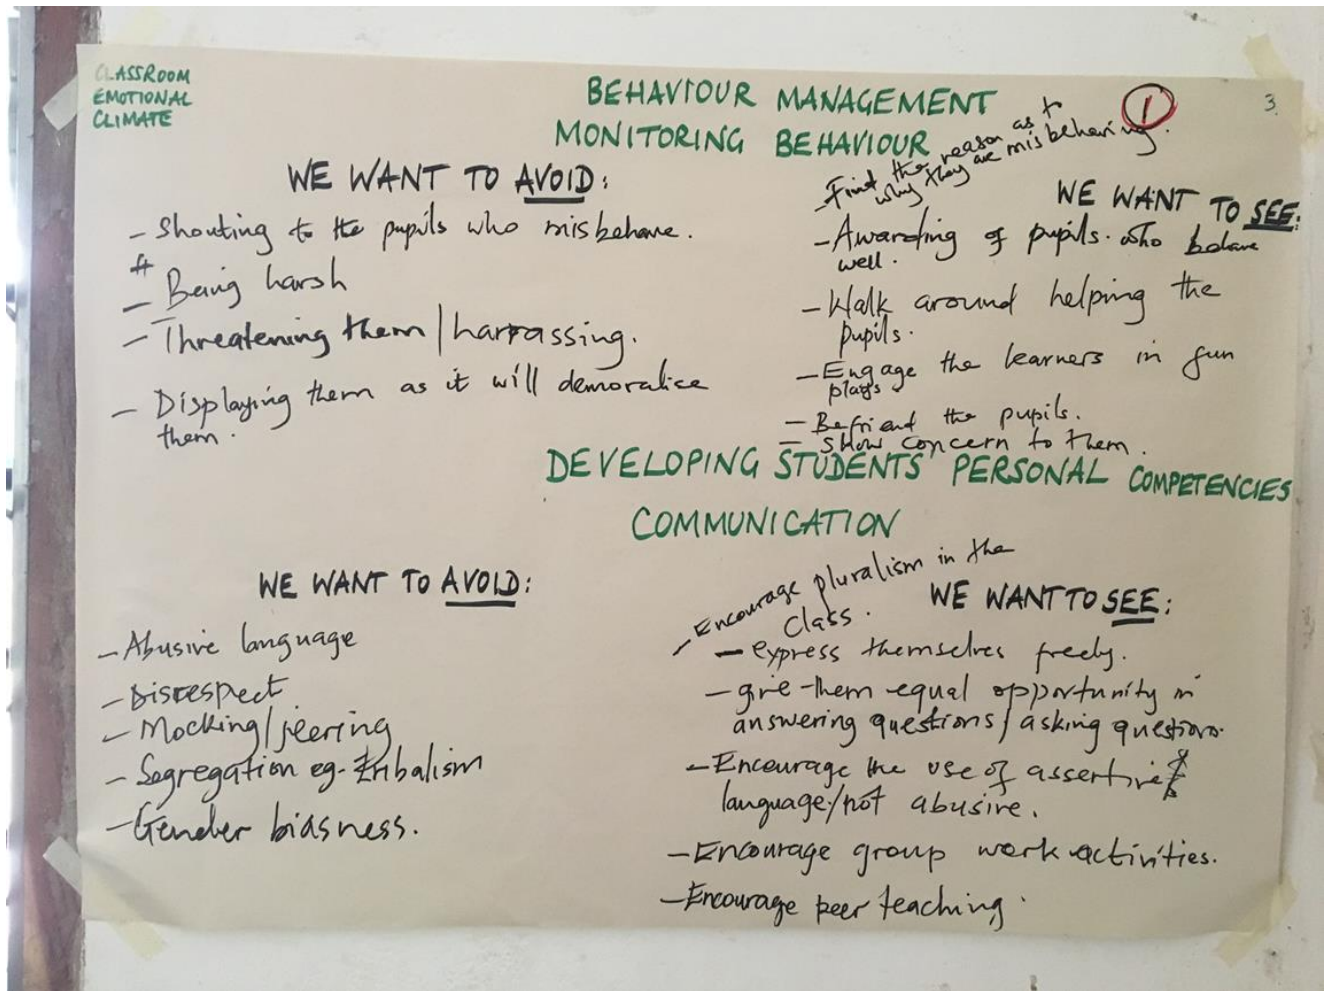 CLASSROOM
EMOTIONAL
CLIMATE
BEHAVIOUR MANAGEMENT
MONITORING BEHAVIOUR
1
3.
WE WANT TO AVOID:
- Shouting to the pupils who misbehave.
- Being harsh
- Threatening them / harrassing.
- Displaying them as it will demoralice
them.
WE WANT TO SEE:
- Find the reason as to
why they are misbehaving.
- Awarding of pupils who behave
well.
- Walk around helping the
pupils.
- Engage the learners in fun
plays
- Befriend the pupils.
- Show concern to them.
DEVELOPING STUDENTS' PERSONAL COMPETENCIES
COMMUNICATION
WE WANT TO AVOID:
- Abusive language
- Disrespect
- Mocking/jeering
- Segregation eg. tribalism
- Gender biasness.
WE WANT TO SEE:
- Encourage pluralism in the
class.
- express themselves freely.
- give them equal opportunity in
answering questions / asking questions.
- Encourage the use of assertive
language/not abusive.
- Encourage group work activities.
- Encourage peer teaching.